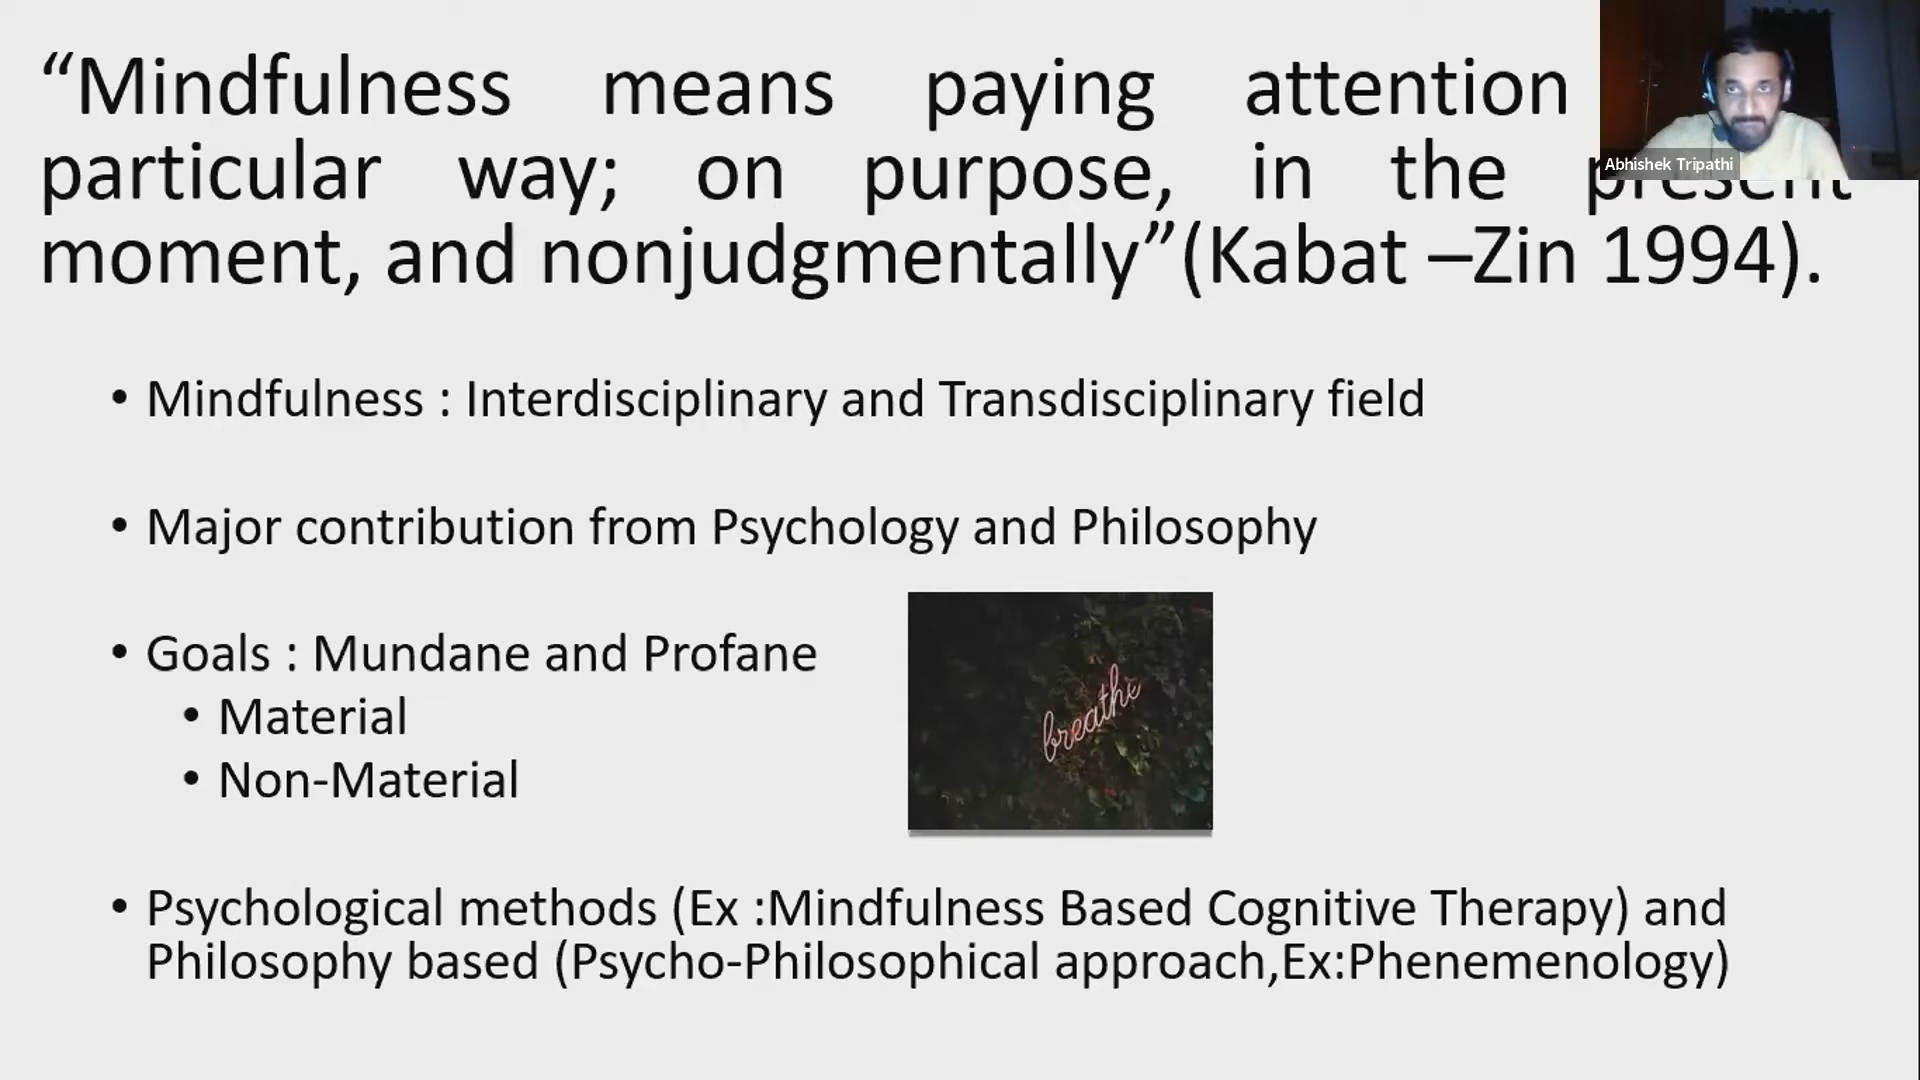 “Mindfulness means paying attention
particular way; on purpose, in the present
moment, and nonjudgmentally”(Kabat –Zin 1994).
Abhishek Tripathi
• Mindfulness : Interdisciplinary and Transdisciplinary field
• Major contribution from Psychology and Philosophy
• Goals : Mundane and Profane
• Material
• Non-Material
breathe
• Psychological methods (Ex :Mindfulness Based Cognitive Therapy) and
Philosophy based (Psycho-Philosophical approach,Ex:Phenemenology)